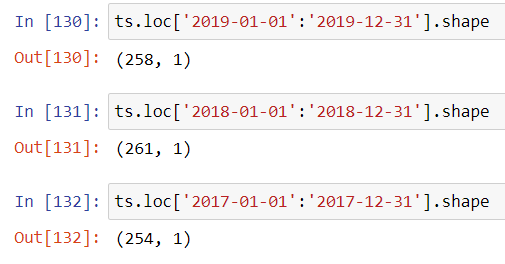 In [130]: ts.loc['2019-01-01':'2019-12-31'].shape
Out[130]: (258, 1)
In [131]: ts.loc['2018-01-01':'2018-12-31'].shape
Out[131]: (261, 1)
In [132]: ts.loc['2017-01-01':'2017-12-31'].shape
Out[132]: (254, 1)